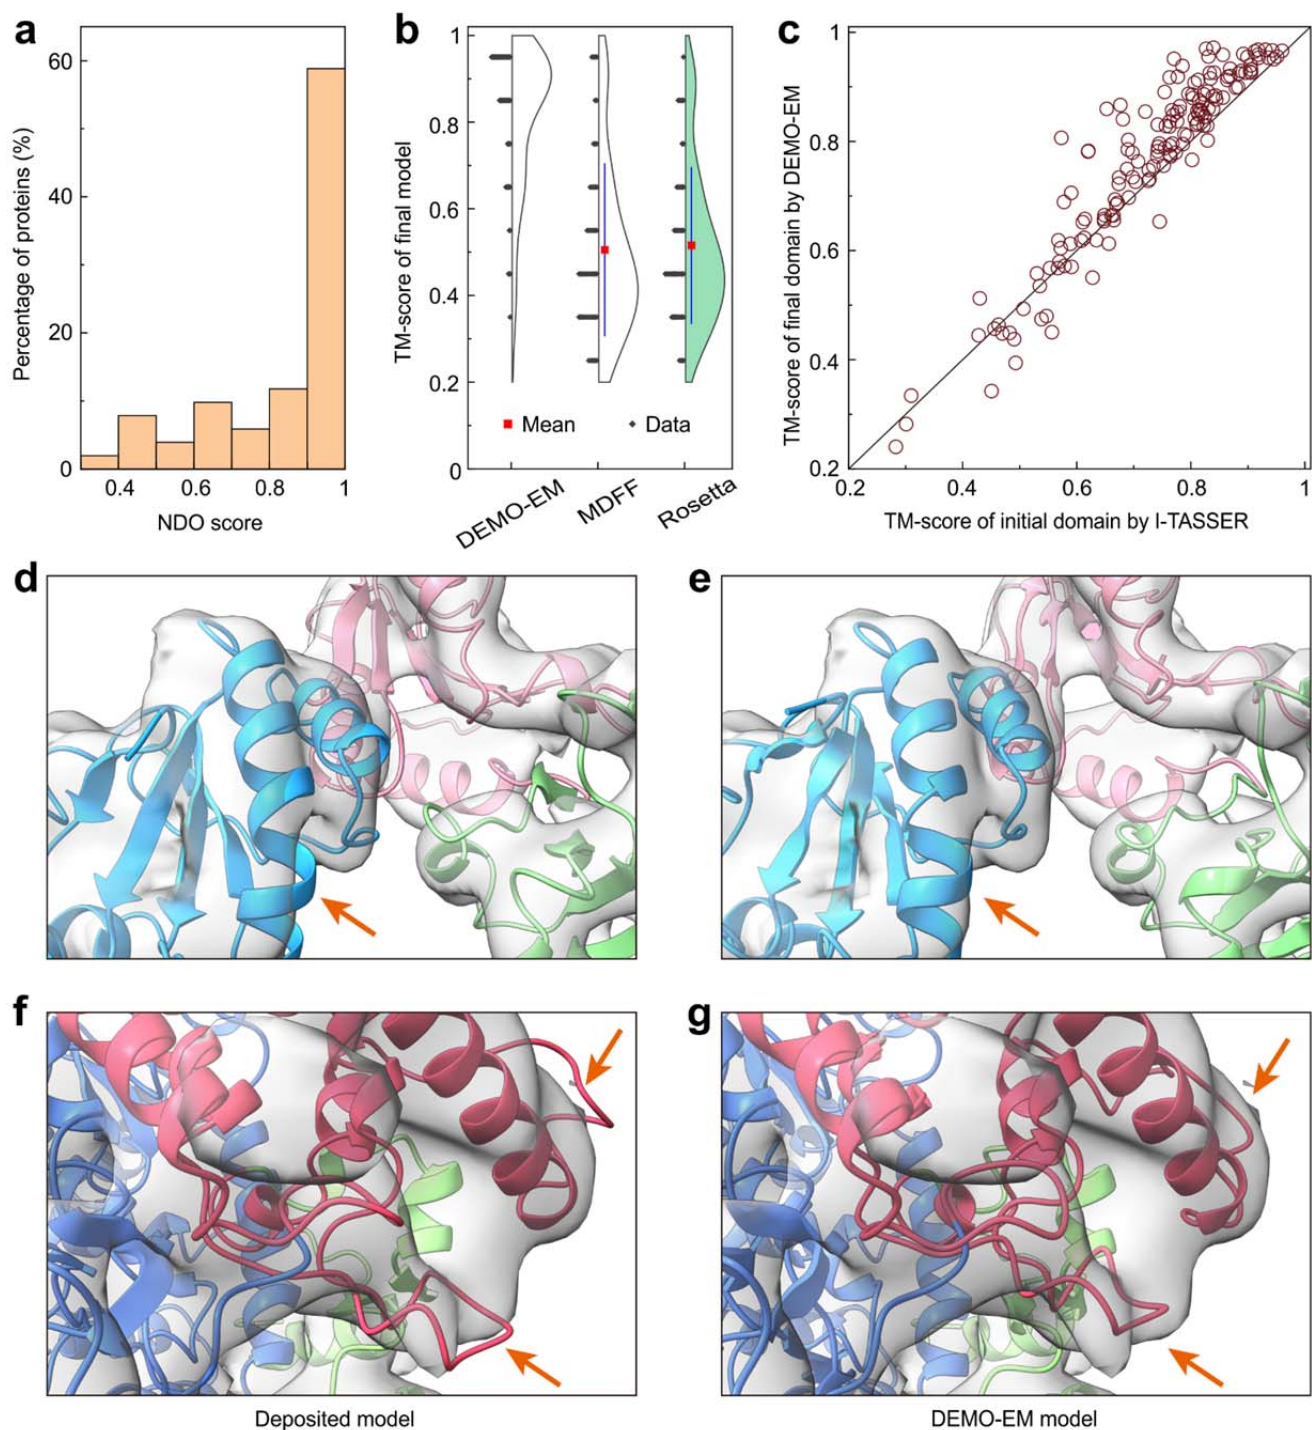 a
60
40
20
0
0.4 0.6 0.8 1
Percentage of proteins (%)
NDO score
b
1
0.8
0.6
0.4
0.2
0
TM-score of final model
Mean
Data
DEMO-EM
MDFF
Rosetta
c
1
0.8
0.6
0.4
0.2
0.2 0.4 0.6 0.8 1
TM-score of final domain by DEMO-EM
TM-score of initial domain by I-TASSER
d
e
f
g
Deposited model
DEMO-EM model